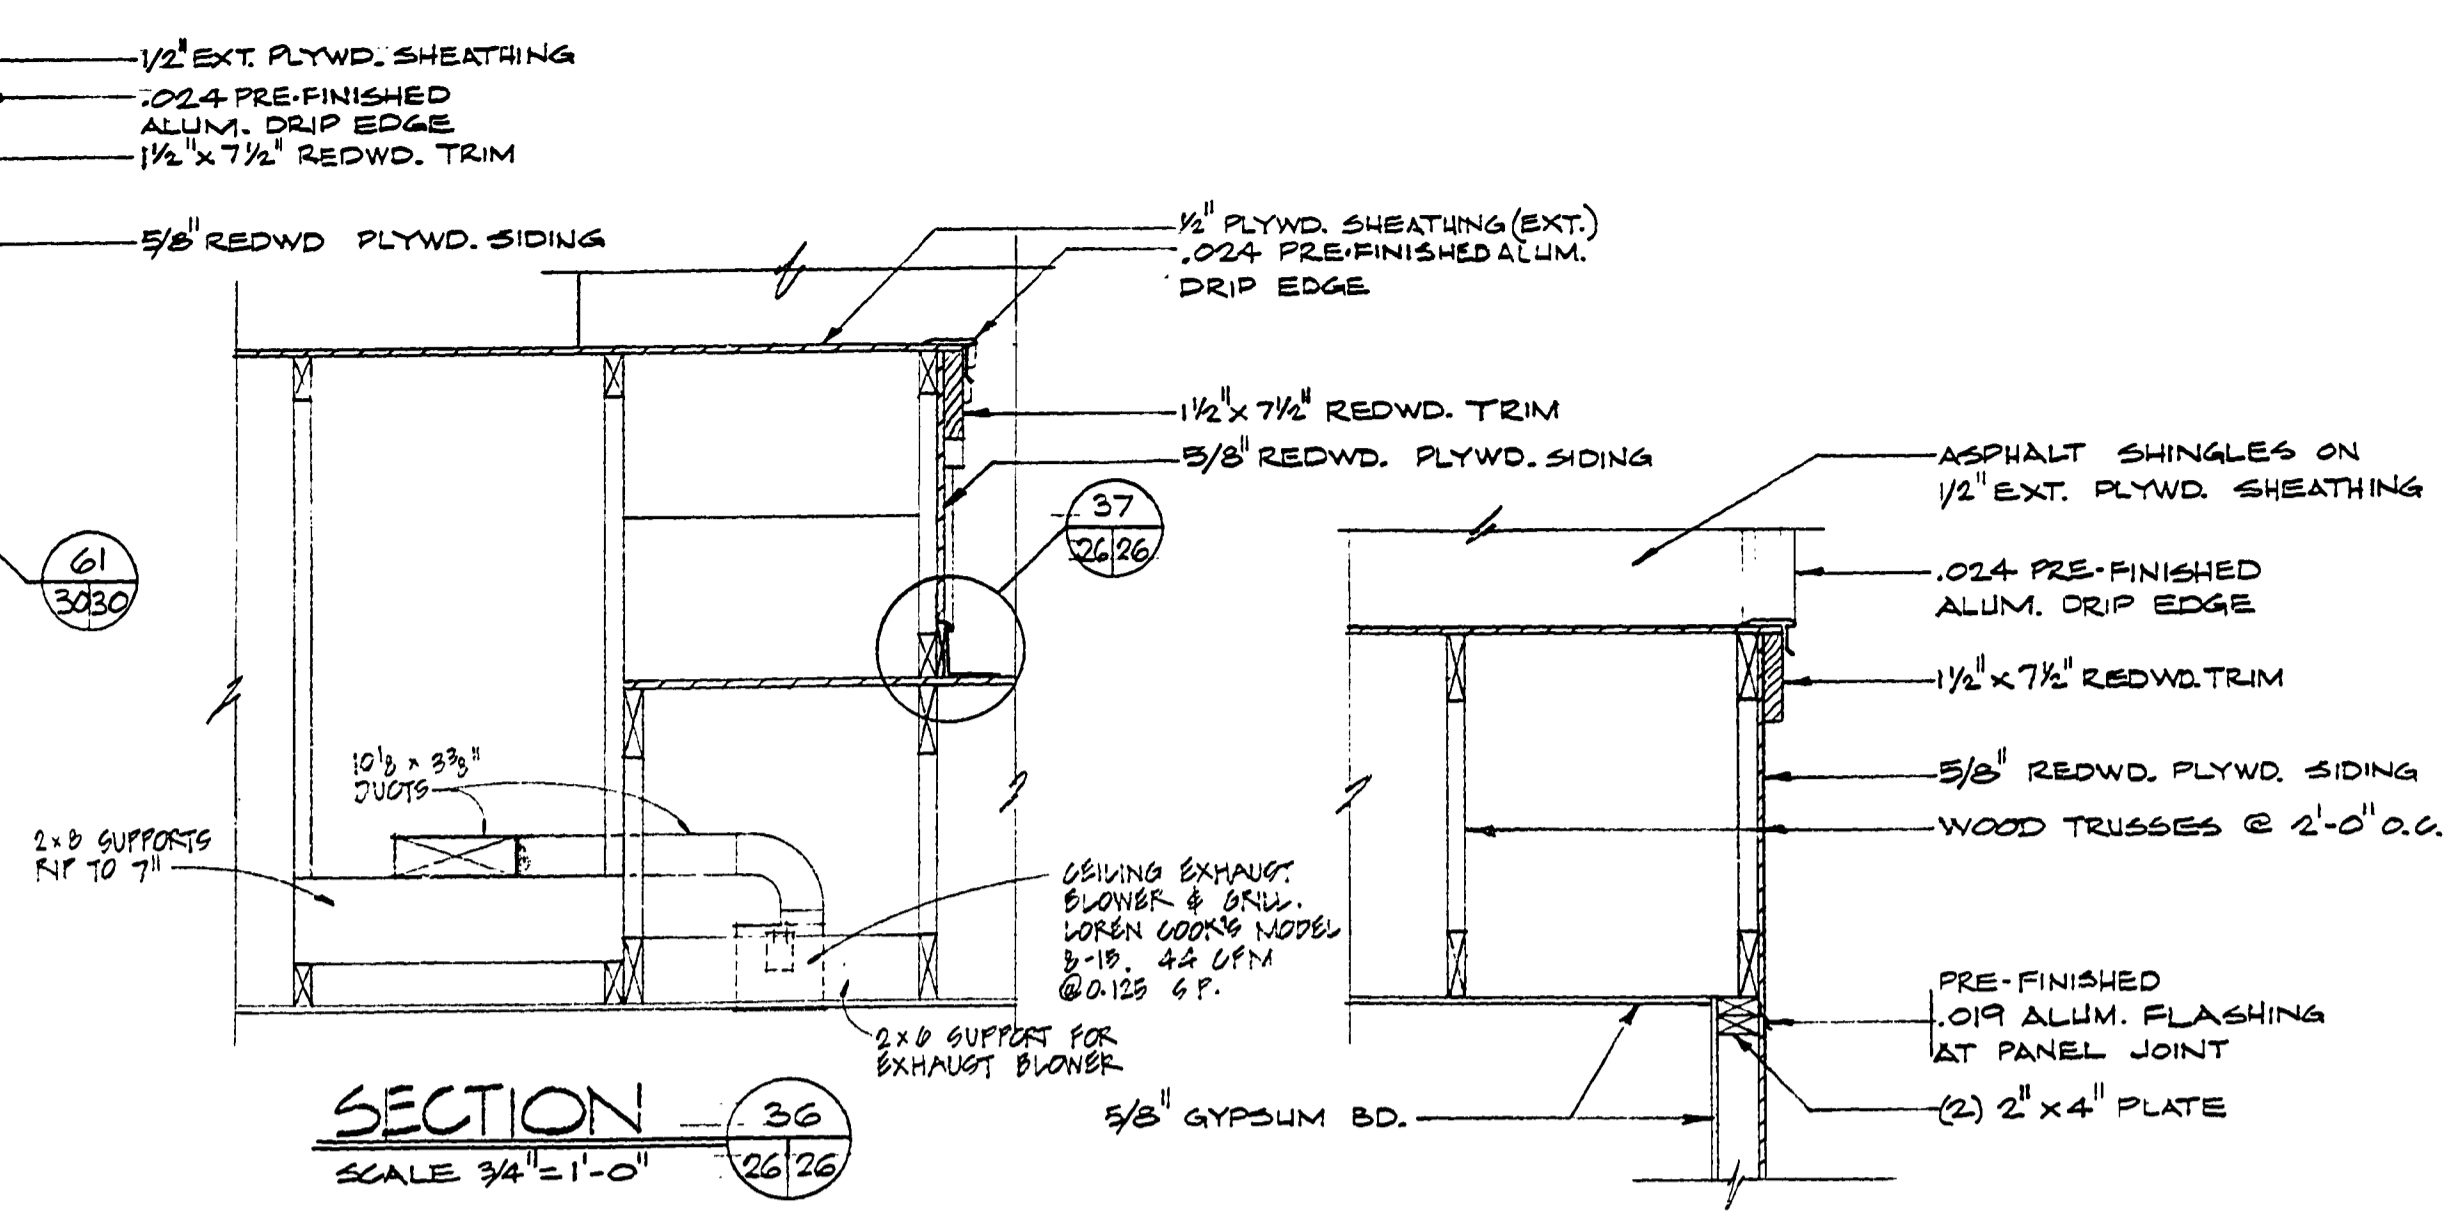 1/2" EXT. PLYWD. SHEATHING
.024 PRE-FINISHED
ALUM. DRIP EDGE
1 1/2" x 7 1/2" REDWD. TRIM
5/8" REDWD PLYWD. SIDING
61
30 30
1/2" PLYWD. SHEATHING (EXT.)
.024 PRE-FINISHED ALUM.
DRIP EDGE
1 1/2" x 7 1/2" REDWD. TRIM
5/8" REDWD. PLYWD. SIDING
37
26 26
10 1/8 x 3 3/8"
DUCTS
2x8 SUPPORTS
RIP TO 7"
CEILING EXHAUST
BLOWER & GRILL.
LOREN COOK'S MODEL
8-15. 44 CFM
@ 0.125 S.P.
2x6 SUPPORT FOR
EXHAUST BLOWER
SECTION
SCALE 3/4" = 1'-0"
36
26 26
ASPHALT SHINGLES ON
1/2" EXT. PLYWD. SHEATHING
.024 PRE-FINISHED
ALUM. DRIP EDGE
1 1/2" x 7 1/2" REDWD. TRIM
5/8" REDWD. PLYWD. SIDING
WOOD TRUSSES @ 2'-0" O.C.
PRE-FINISHED
.019 ALUM. FLASHING
AT PANEL JOINT
(2) 2" x 4" PLATE
5/8" GYPSUM BD.